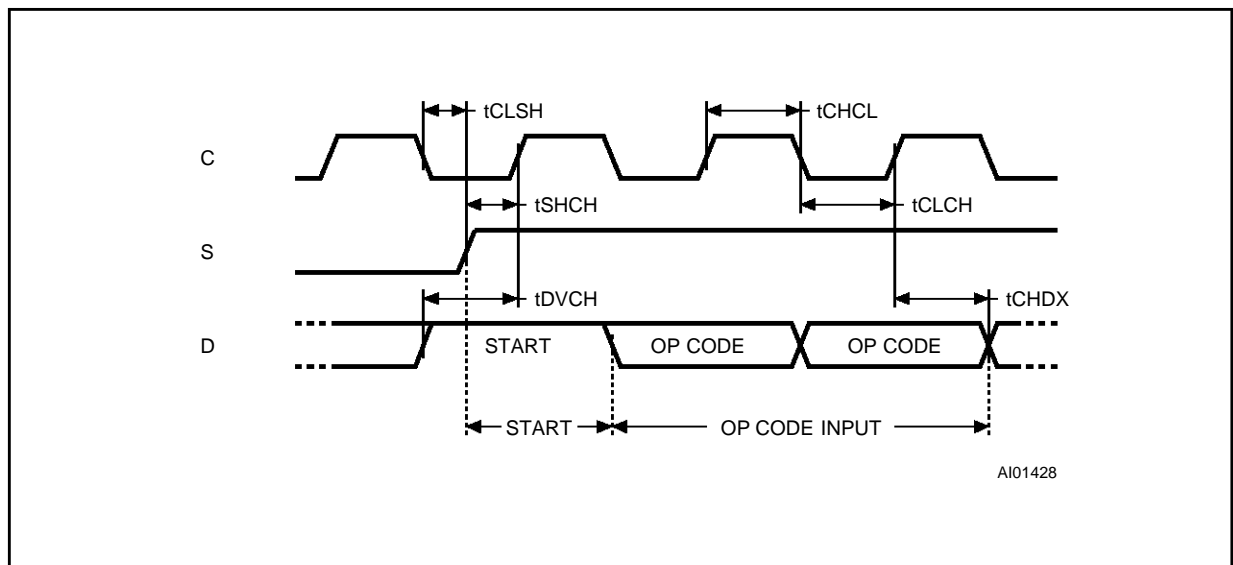 tCLSH
tCHCL
C
tSHCH
tCLCH
S
tDVCH
tCHDX
D
START
OP CODE
OP CODE
START
OP CODE INPUT
AI01428